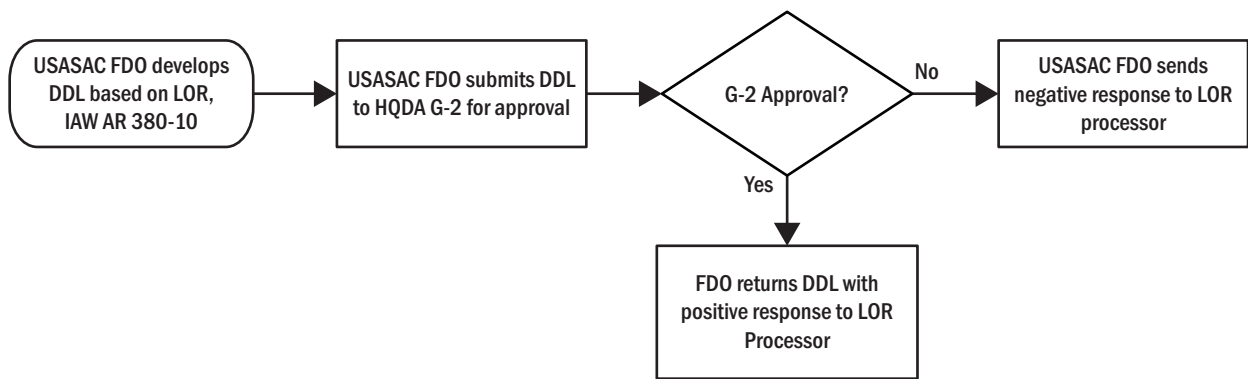 USASAC FDO develops
DDL based on LOR,
IAW AR 380-10
USASAC FDO submits DDL
to HQDA G-2 for approval
G-2 Approval?
No
USASAC FDO sends
negative response to LOR
processor
Yes
FDO returns DDL with
positive response to LOR
Processor